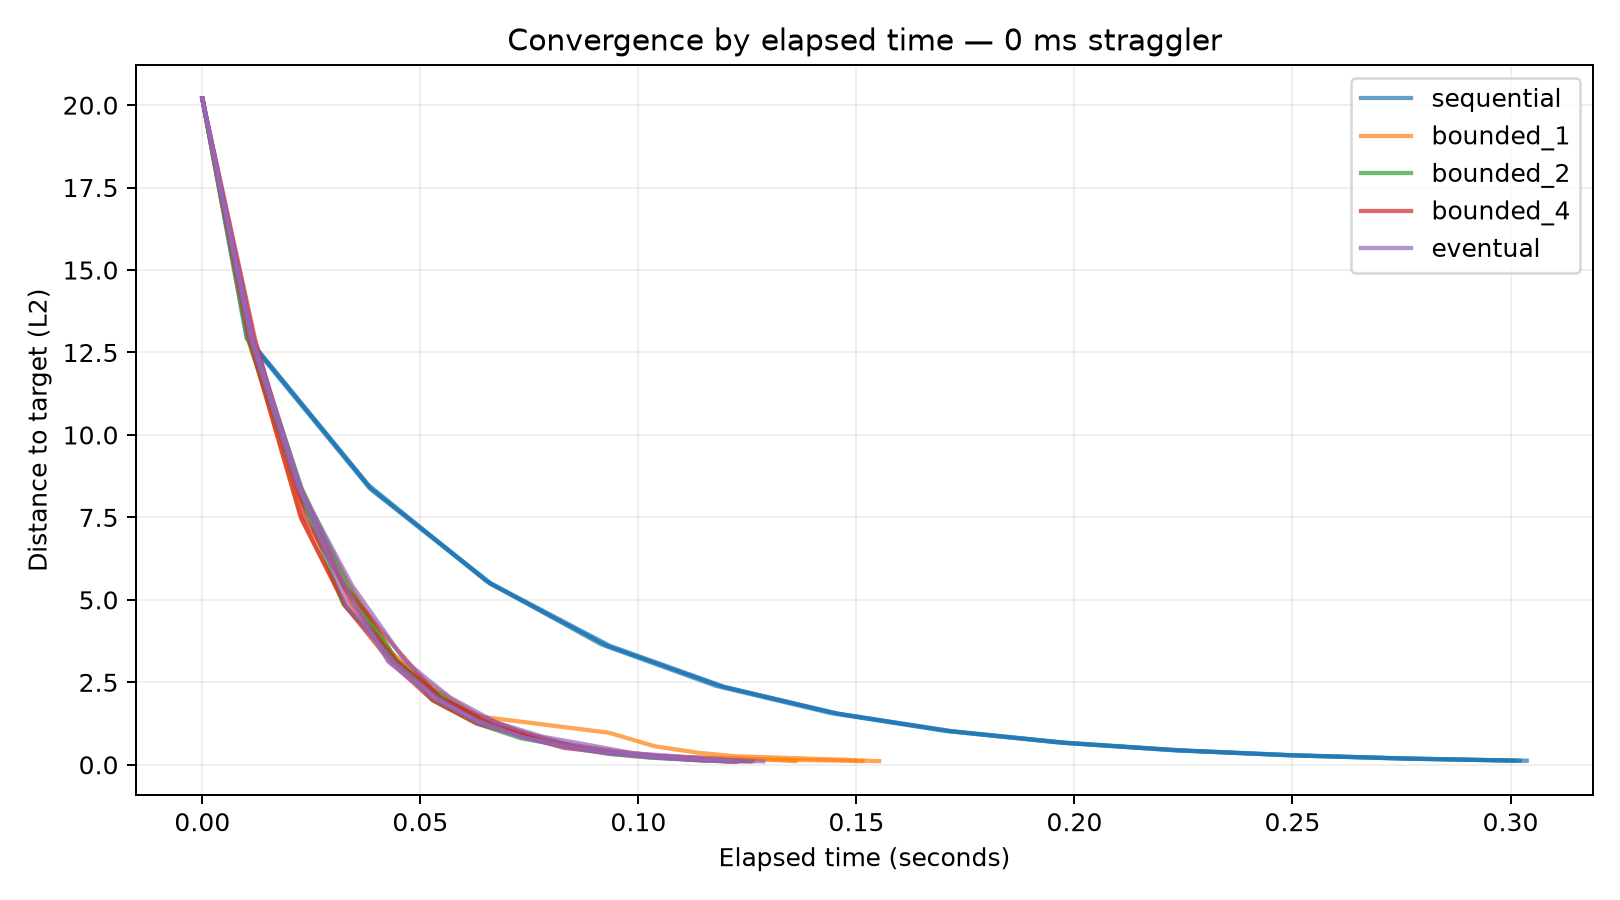 Convergence by elapsed time — 0 ms straggler
Distance to target (L2)
20.0
17.5
15.0
12.5
10.0
7.5
5.0
2.5
0.0
sequential
bounded_1
bounded_2
bounded_4
eventual
0.00 0.05 0.10 0.15 0.20 0.25 0.30
Elapsed time (seconds)